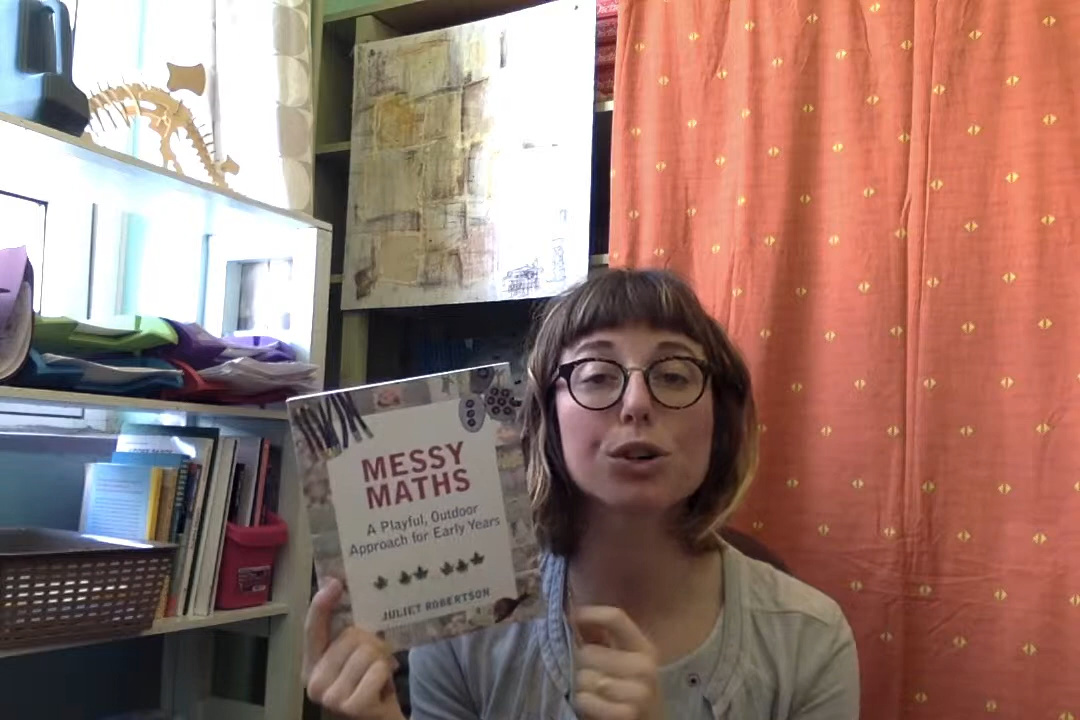 MESSY
MATHS
A Playful, Outdoor
Approach for Early Years
JULIET ROBERTSON